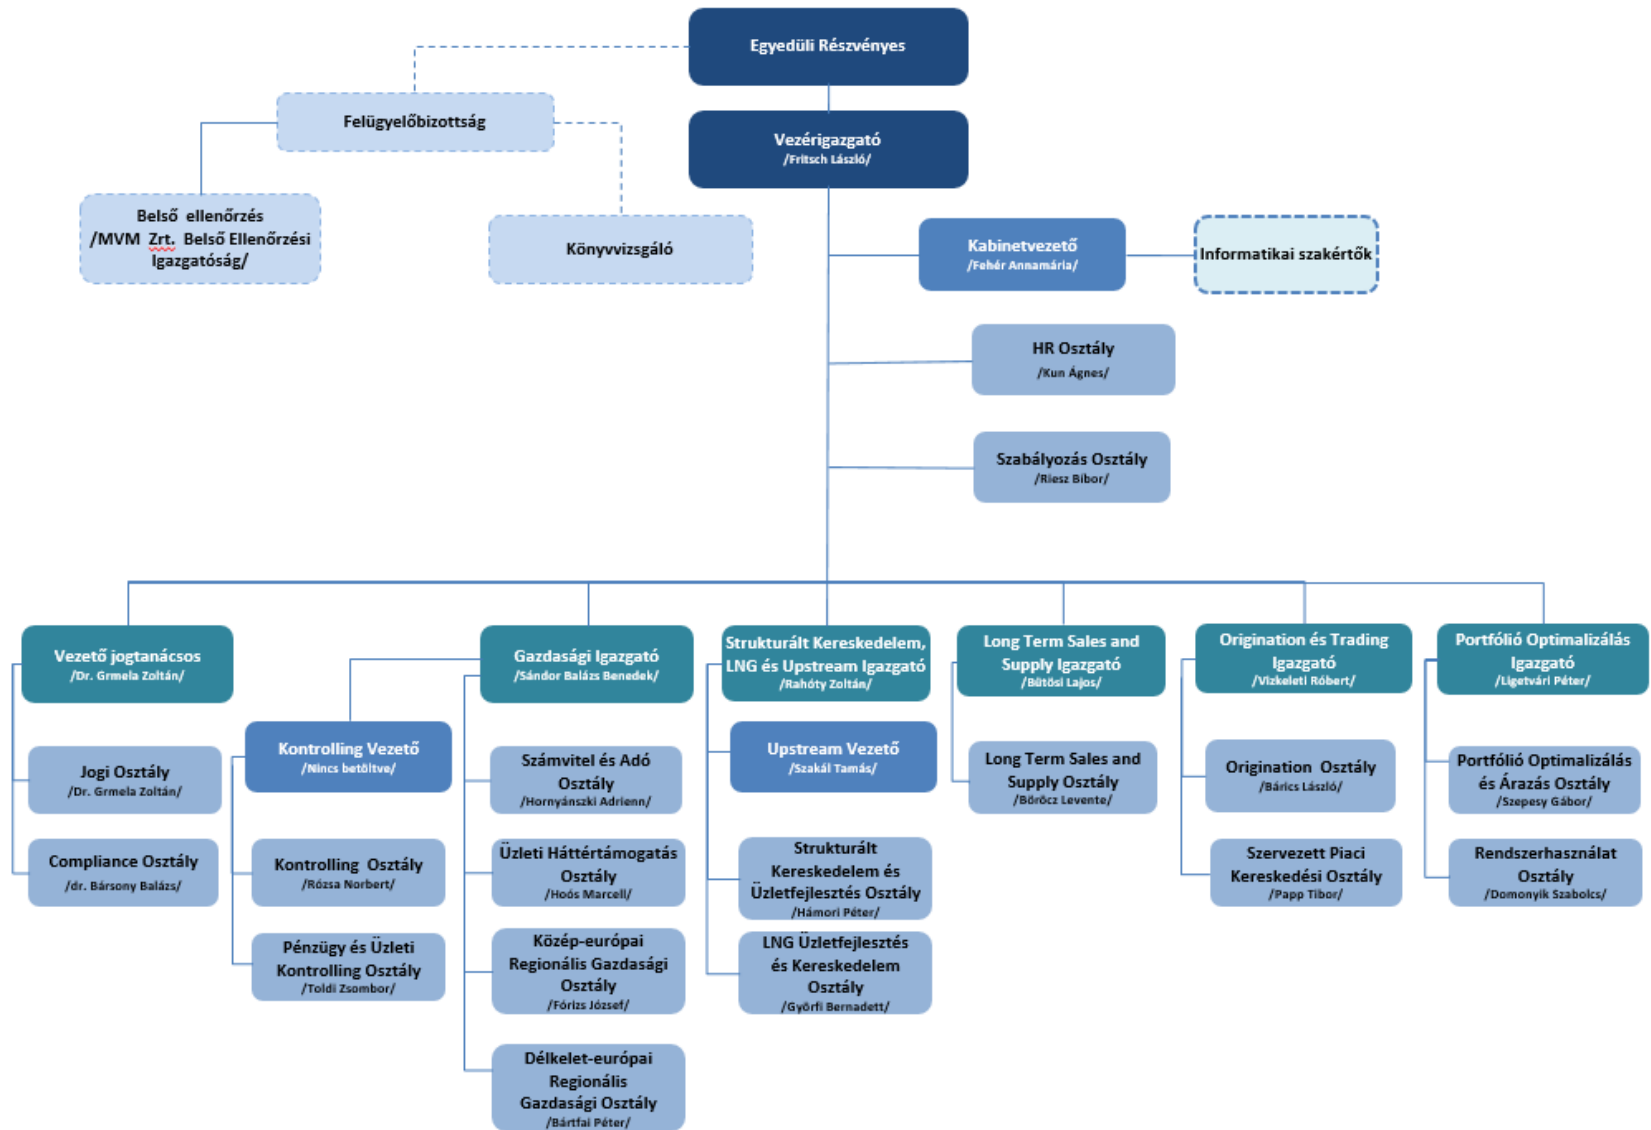 Egyedüli Részvényes
Felügyelőbizottság
Vezérigazgató
/Fritsch László/
Belső ellenőrzés
/MVM Zrt. Belső Ellenőrzési
Igazgatóság/
Könyvvizsgáló
Kabinetvezető
/Fehér Annamária/
Informatikai szakértők
HR Osztály
/Kun Ágnes/
Szabályozás Osztály
/Riesz Bíbor/
Vezető jogtanácsos
/Dr. Grmela Zoltán/
Jogi Osztály
/Dr. Grmela Zoltán/
Compliance Osztály
/dr. Bársony Balázs/
Kontrolling Vezető
/Nincs betöltve/
Kontrolling Osztály
/Rózsa Norbert/
Pénzügy és Üzleti
Kontrolling Osztály
/Toldi Zsombor/
Gazdasági Igazgató
/Sándor Balázs Benedek/
Számvitel és Adó
Osztály
/Hornyánszki Adrienn/
Üzleti Háttértámogatás
Osztály
/Hoós Marcell/
Közép-európai
Regionális Gazdasági
Osztály
/Fórizs József/
Délkelet-európai
Regionális
Gazdasági Osztály
/Bártfai Péter/
Strukturált Kereskedelem,
LNG és Upstream Igazgató
/Rahóty Zoltán/
Upstream Vezető
/Szakál Tamás/
Strukturált
Kereskedelem és
Üzletfejlesztés Osztály
/Hámori Péter/
LNG Üzletfejlesztés
és Kereskedelem
Osztály
/Györfi Bernadett/
Long Term Sales and
Supply Igazgató
/Bütösi Lajos/
Long Term Sales and
Supply Osztály
/Böröcz Levente/
Origination és Trading
Igazgató
/Vizkeleti Róbert/
Origination Osztály
/Bárics László/
Szervezett Piaci
Kereskedési Osztály
/Papp Tibor/
Portfólió Optimalizálás
Igazgató
/Ligetvári Péter/
Portfólió Optimalizálás
és Árazás Osztály
/Szepesy Gábor/
Rendszerhasználat
Osztály
/Domonyik Szabolcs/